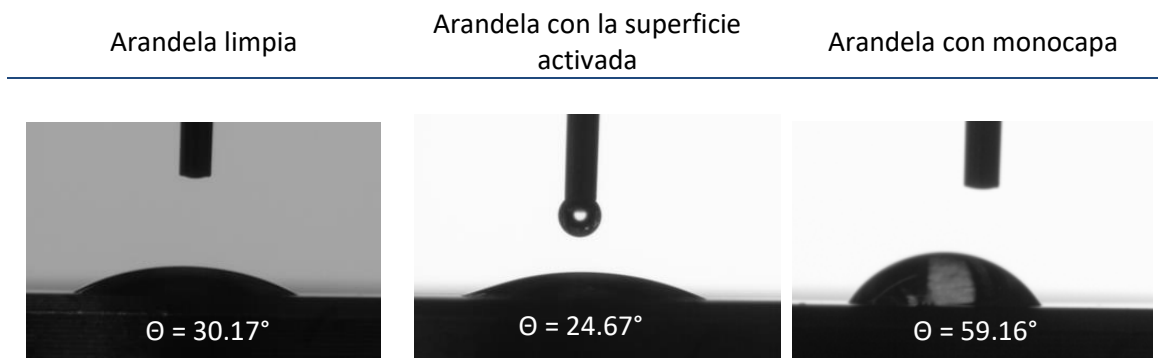 Arandela limpia
Arandela con la superficie
activada
Arandela con monocapa
Θ = 30.17°
Θ = 24.67°
Θ = 59.16°